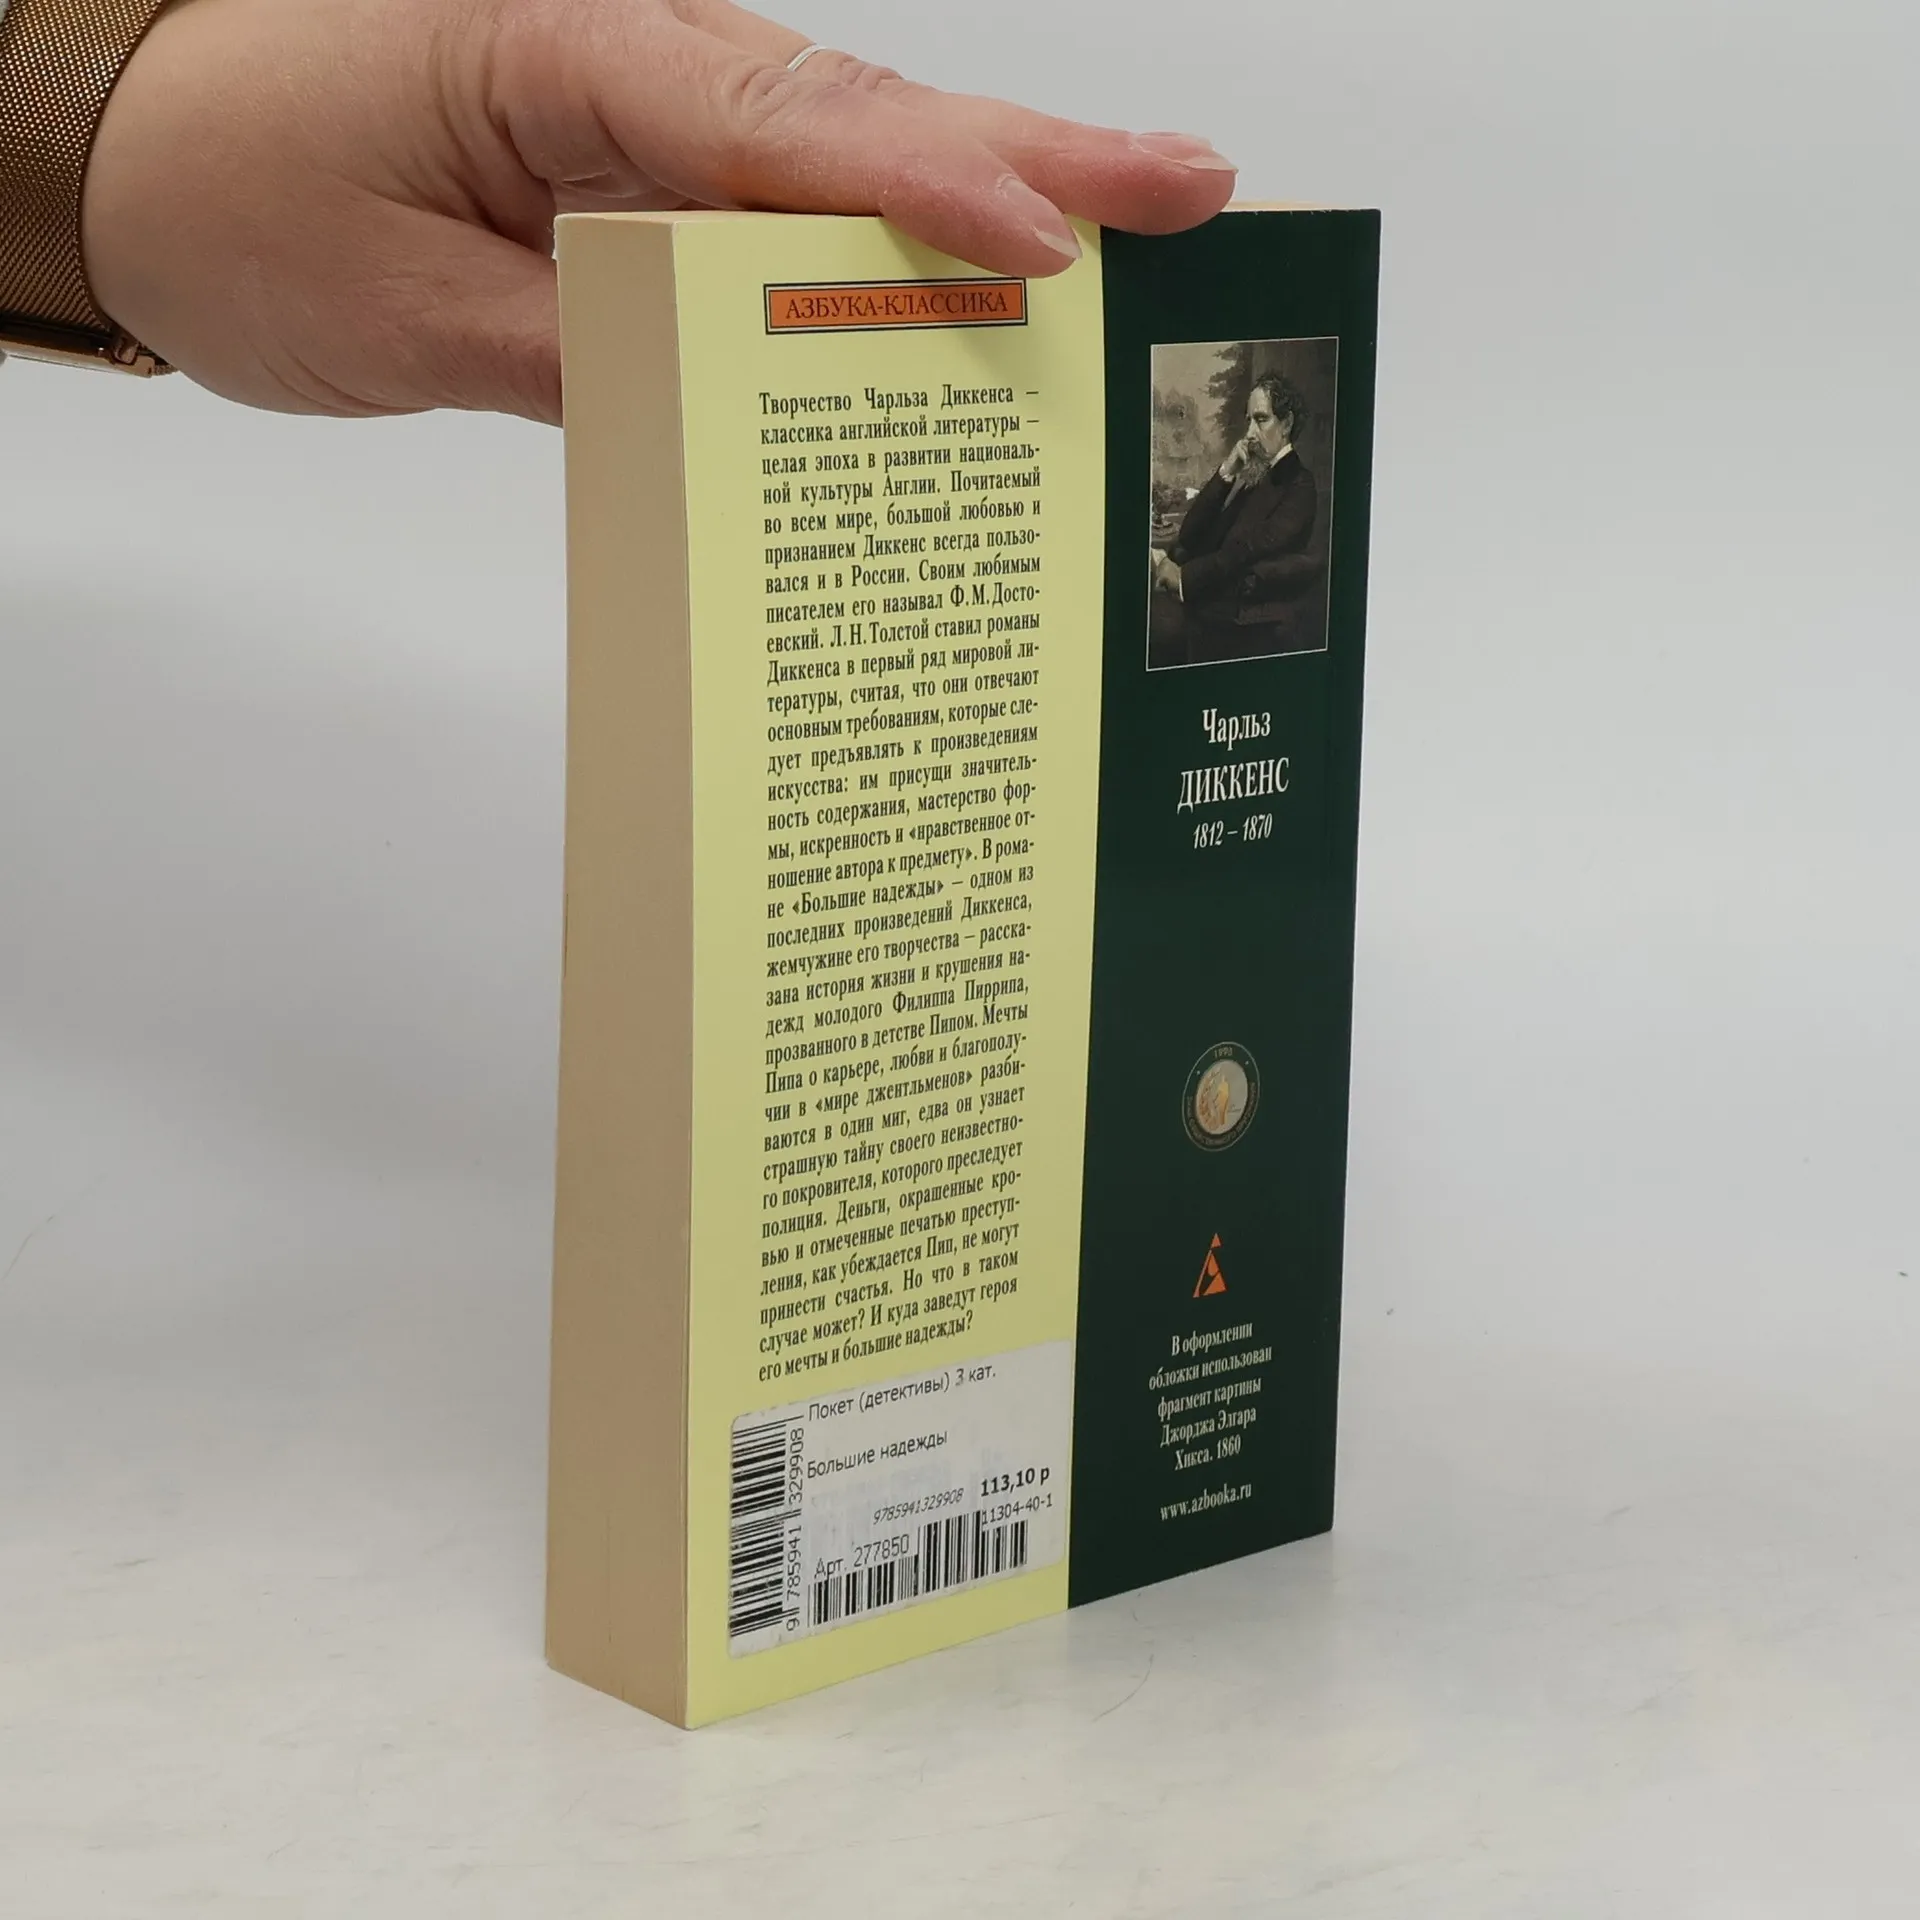 АЗБУКА-КЛАССИКА
Творчество Чарльза Диккенса –
классика английской литературы –
целая эпоха в развитии националь-
ной культуры Англии. Почитаемый
во всем мире, большой любовью и
признанием Диккенс всегда пользо-
вался и в России. Своим любимым
писателем его называл Ф.М.Досто-
евский. Л.Н.Толстой ставил романы
Диккенса в первый ряд мировой ли-
тературы, считая, что они отвечают
основным требованиям, которые сле-
дует предъявлять к произведениям
искусства: им присущи значитель-
ность содержания, мастерство фор-
мы, искренность и «нравственное от-
ношение автора к предмету». В рома-
не «Большие надежды» – одном из
последних произведений Диккенса,
жемчужине его творчества – расска-
зана история жизни и крушения на-
дежд молодого Филиппа Пиррипа,
прозванного в детстве Пипом. Мечты
Пипа о карьере, любви и благополу-
чии в «мире джентльменов» разби-
ваются в один миг, едва он узнает
страшную тайну своего неизвестно-
го покровителя, которого преследует
полиция. Деньги, окрашенные кро-
вью и отмеченные печатью преступ-
ления, как убеждается Пип, не могут
принести счастья. Но что в таком
случае может? И куда заведут героя
его мечты и большие надежды?
Покет (детективы) 3 кат.
Большие надежды
9785941329908 113,10 р
11304-40-1
Арт. 277850
9 785941 329908
Чарльз
ДИККЕНС
1812 – 1870
1990
В оформлении
обложки использован
фрагмент картины
Джорджа Элгара
Хикса. 1860
www.azbooka.ru